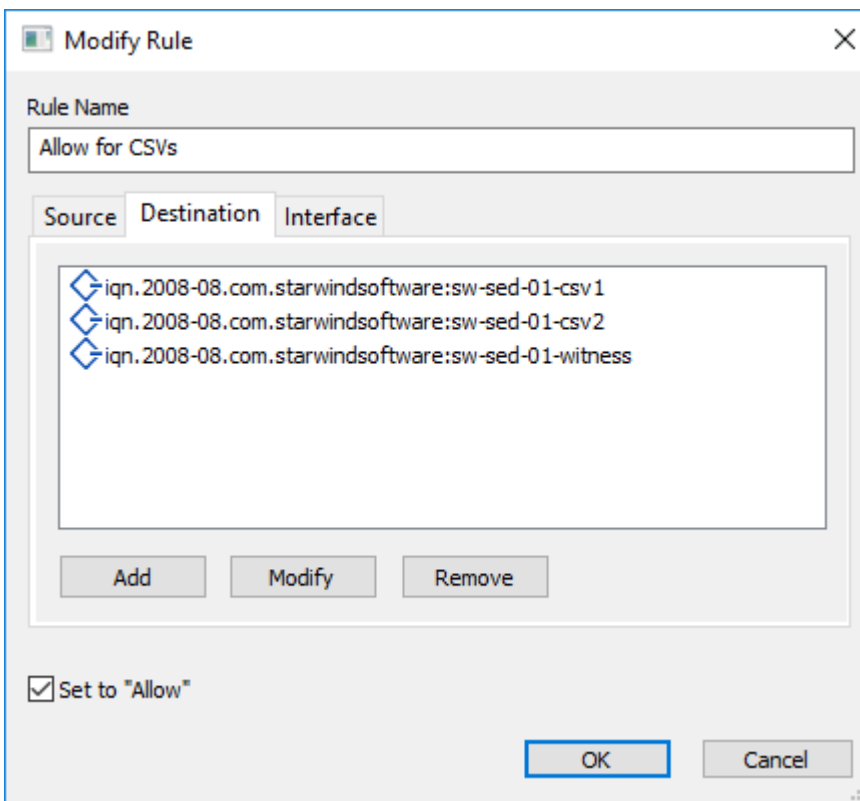 Modify Rule
Rule Name
Allow for CSVs
Source Destination Interface
iqn.2008-08.com.starwindsoftware:sw-sed-01-csv1
iqn.2008-08.com.starwindsoftware:sw-sed-01-csv2
iqn.2008-08.com.starwindsoftware:sw-sed-01-witness
Add Modify Remove
Set to "Allow"
OK Cancel